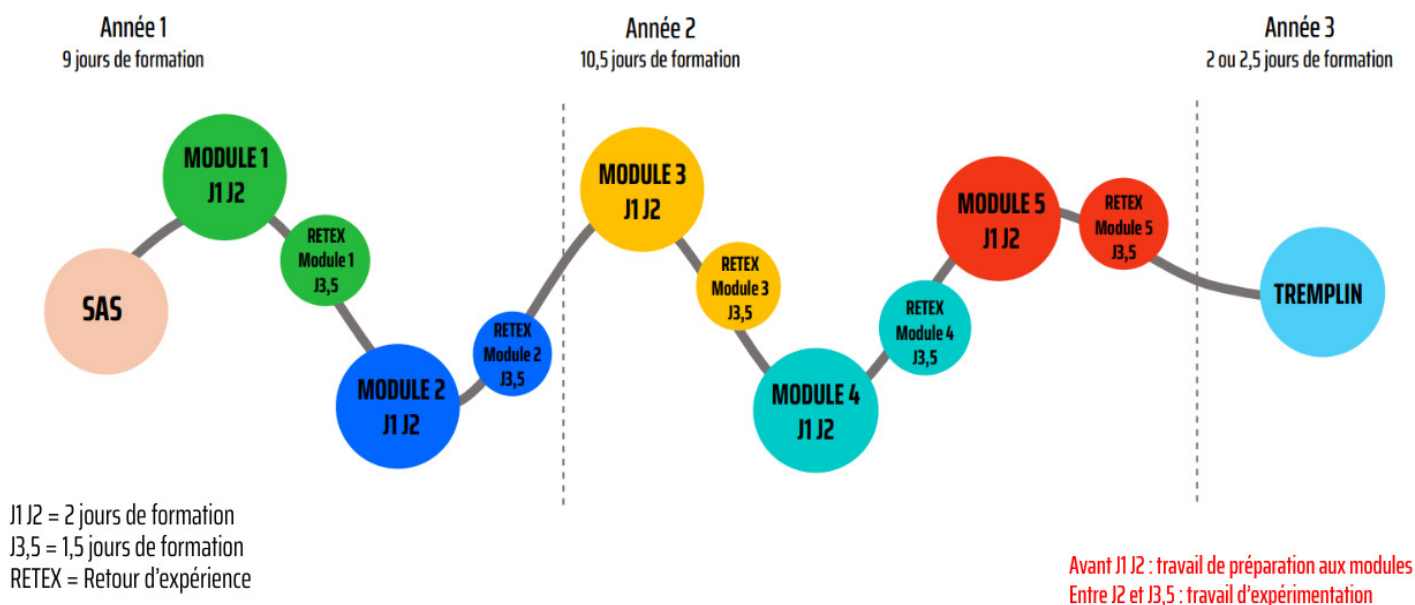 Année 1
9 jours de formation
Année 2
10,5 jours de formation
Année 3
2 ou 2,5 jours de formation
SAS
MODULE 1
J1 J2
RETEX
Module 1
J3,5
MODULE 2
J1 J2
RETEX
Module 2
J3,5
MODULE 3
J1 J2
RETEX
Module 3
J3,5
MODULE 4
J1 J2
RETEX
Module 4
J3,5
MODULE 5
J1 J2
RETEX
Module 5
J3,5
TREMPLIN
J1 J2 = 2 jours de formation
J3,5 = 1,5 jours de formation
RETEX = Retour d'expérience
Avant J1 J2 : travail de préparation aux modules
Entre J2 et J3,5 : travail d'expérimentation